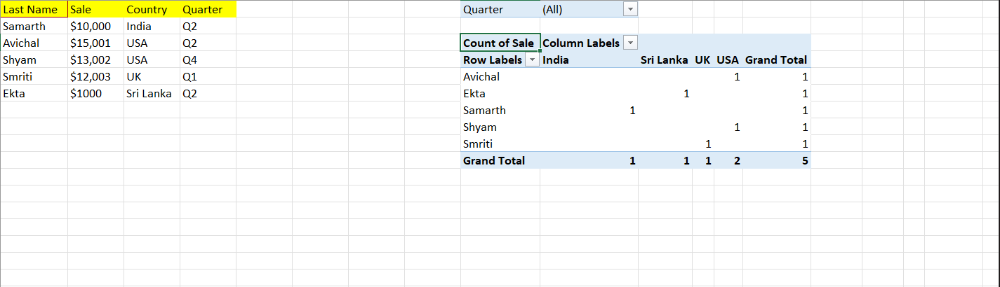 Last Name Sale Country Quarter Quarter (All)
Samarth $10,000 India Q2
Avichal $15,001 USA Q2 Count of Sale Column Labels
Shyam $13,002 USA Q4 Row Labels India Sri Lanka UK USA Grand Total
Smriti $12,003 UK Q1 Avichal 1 1
Ekta $1000 Sri Lanka Q2 Ekta 1 1
Samarth 1 1
Shyam 1 1
Smriti 1 1
Grand Total 1 1 1 2 5